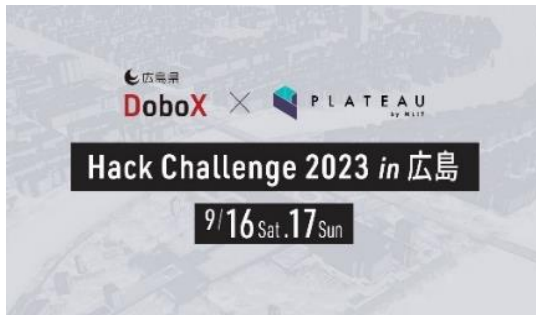 広島県
DoboX × PLATEAU
by MLIT
Hack Challenge 2023 in 広島
9/16 Sat.17 Sun